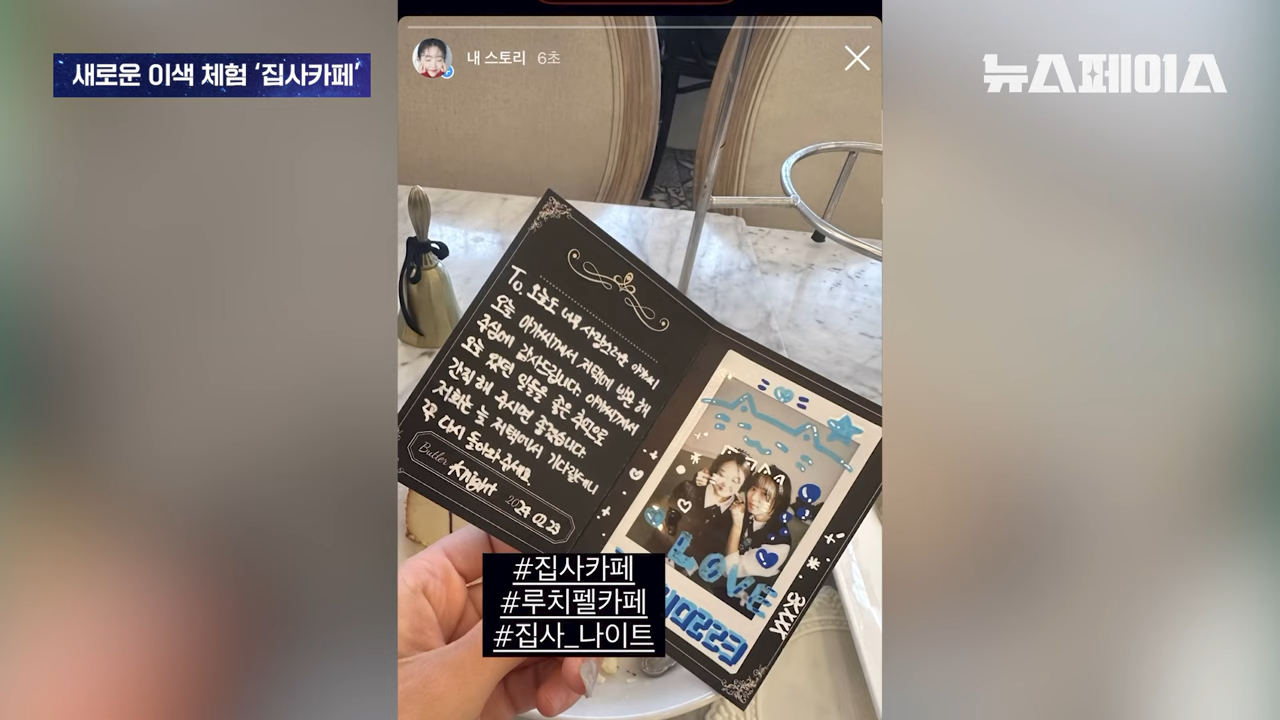 새로운 이색 체험 ‘집사카페’
뉴스페이스
내 스토리 6초
To. 오늘도 너무 사랑스러운 아가씨
오늘 아가씨께서 저택에 방문 해
주심에 감사드립니다. 아가씨께서
오늘 있었던 일들을 좋은 추억으로
간직해 주시면 좋겠습니다.
저희는 늘 저택에서 기다릴테니
꼭 다시 돌아와주세요.
Butler
Knight
LOVE
#집사카페
#루치펠카페
#집사_나이트